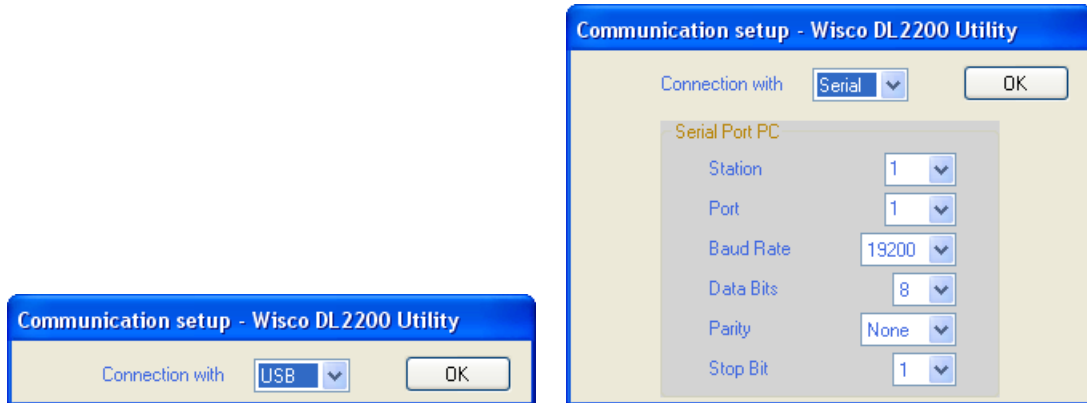 Communication setup - Wisco DL2200 Utility
Connection with USB OK
Communication setup - Wisco DL2200 Utility
Connection with Serial OK
Serial Port PC
Station 1
Port 1
Baud Rate 19200
Data Bits 8
Parity None
Stop Bit 1